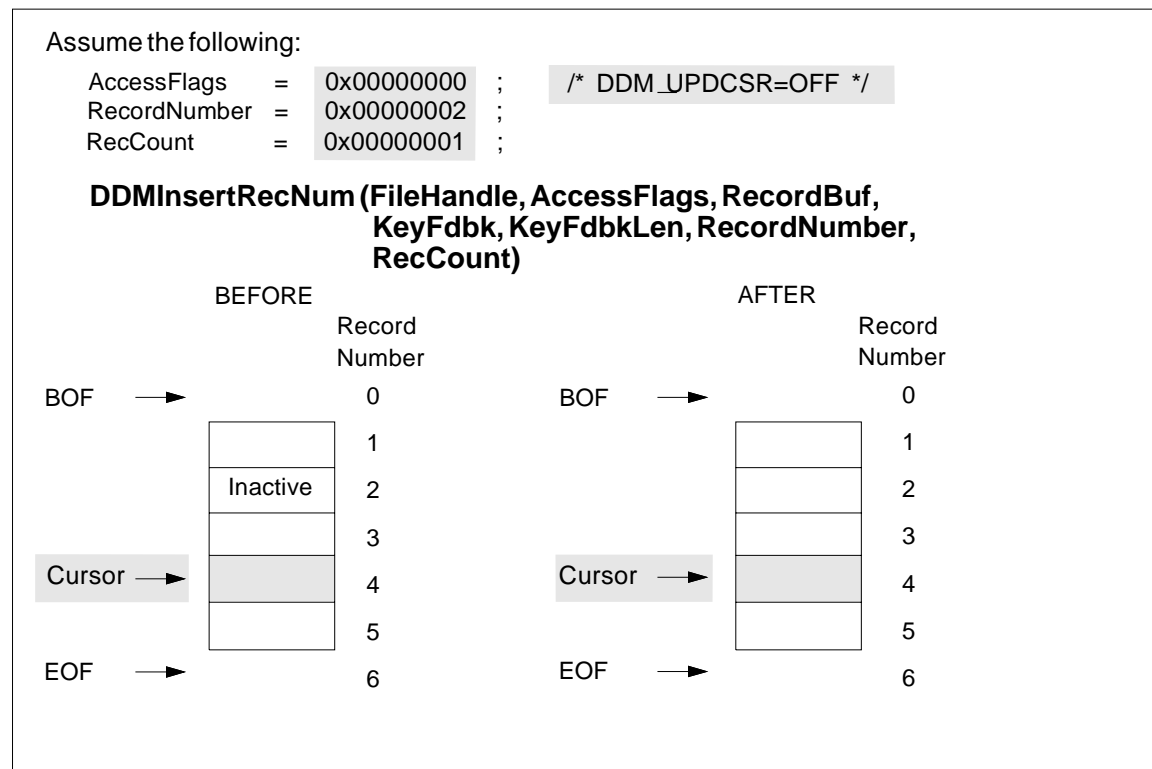 Assume the following:
AccessFlags = 0x00000000 ; /* DDM_UPDCSR=OFF */
RecordNumber = 0x00000002 ;
RecCount = 0x00000001 ;
DDMInsertRecNum (FileHandle, AccessFlags, RecordBuf,
KeyFdbk, KeyFdbkLen, RecordNumber,
RecCount)
BEFORE
Record
Number
BOF 0
1
Inactive 2
3
Cursor 4
5
EOF 6
AFTER
Record
Number
BOF 0
1
2
3
Cursor 4
5
EOF 6